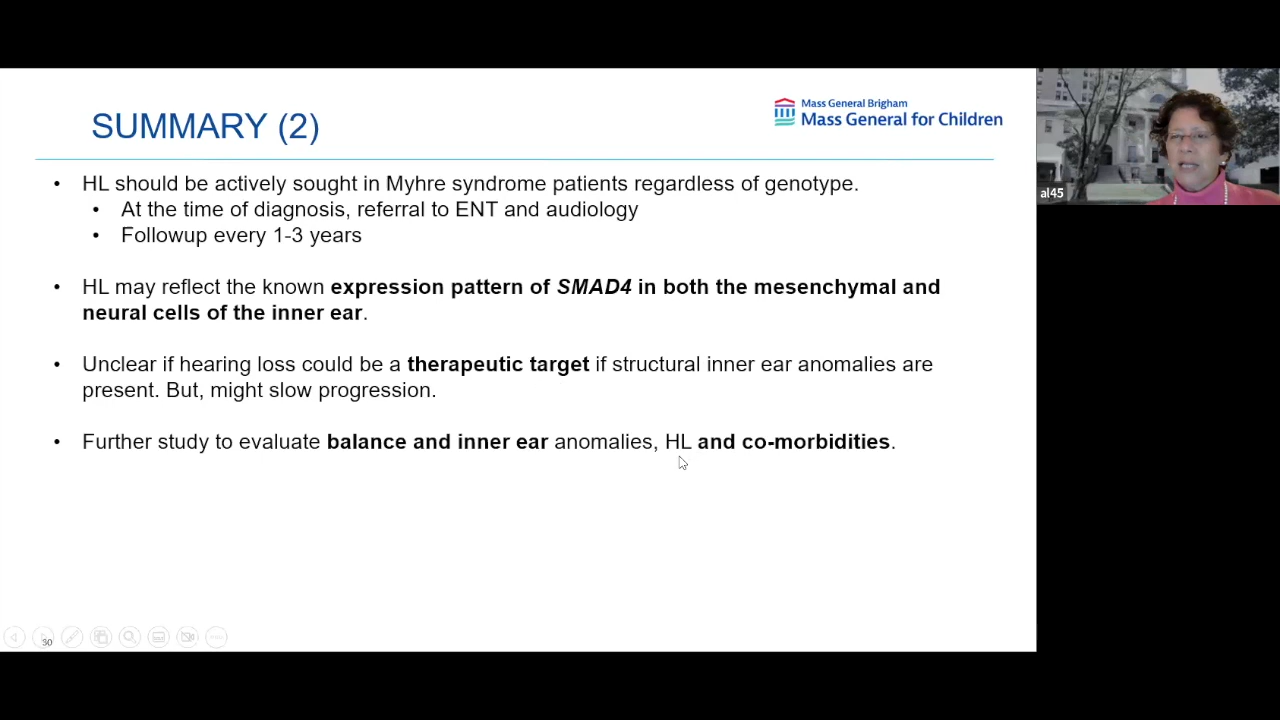 SUMMARY (2)
Mass General Brigham
Mass General for Children
• HL should be actively sought in Myhre syndrome patients regardless of genotype.
• At the time of diagnosis, referral to ENT and audiology
• Followup every 1-3 years
• HL may reflect the known expression pattern of SMAD4 in both the mesenchymal and
neural cells of the inner ear.
• Unclear if hearing loss could be a therapeutic target if structural inner ear anomalies are
present. But, might slow progression.
• Further study to evaluate balance and inner ear anomalies, HL and co-morbidities.
30
al45